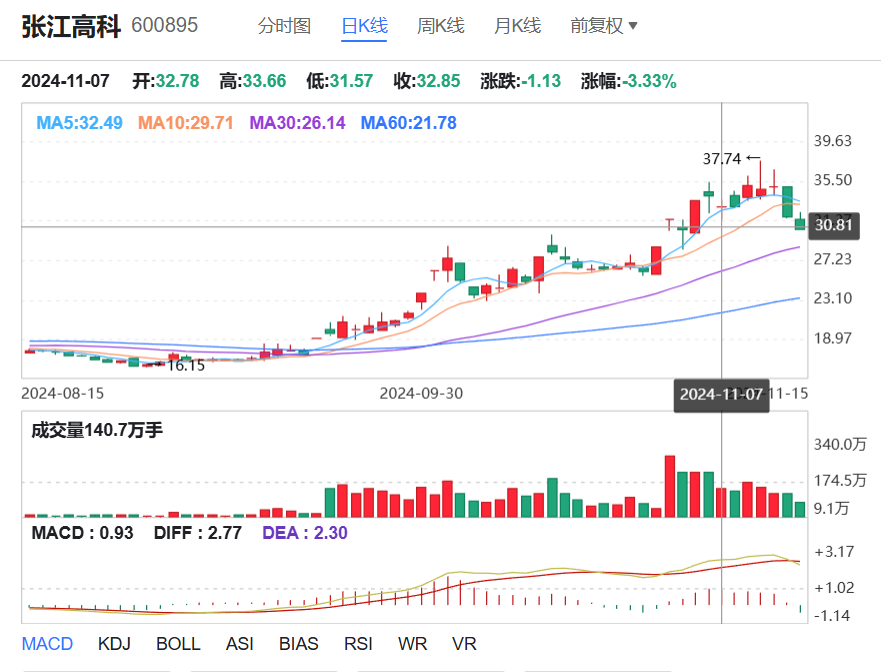 张江高科 600895 分时图 日K线 周K线 月K线 前复权
2024-11-07 开:32.78 高:33.66 低:31.57 收:32.85 涨跌:-1.13 涨幅:-3.33%
MA5:32.49 MA10:29.71 MA30:26.14 MA60:21.78
39.63
37.74
35.50
30.81
27.23
23.10
18.97
16.15
2024-08-15 2024-09-30 2024-11-07 11-15
成交量140.7万手
340.0万
174.5万
9.1万
MACD : 0.93 DIFF : 2.77 DEA : 2.30
+3.17
+1.02
-1.14
MACD KDJ BOLL ASI BIAS RSI WR VR